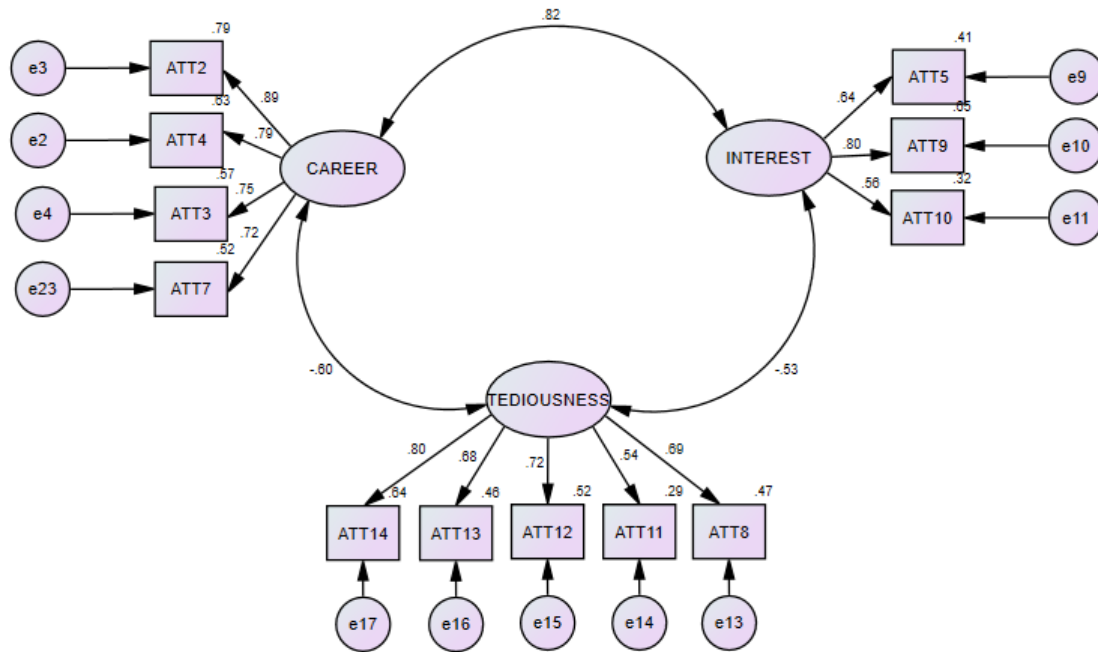 .82
.79
.41
e3
ATT2
ATT5
e9
.89
.64
.63
.65
e2
ATT4
.79
.80
ATT9
e10
CAREER
INTEREST
.57
.75
.56
.32
e4
ATT3
ATT10
e11
.72
.52
e23
ATT7
-.60
-.53
TEDIOUSNESS
.80
.68
.72
.54
.69
.64
.46
.52
.29
.47
ATT14
ATT13
ATT12
ATT11
ATT8
e17
e16
e15
e14
e13